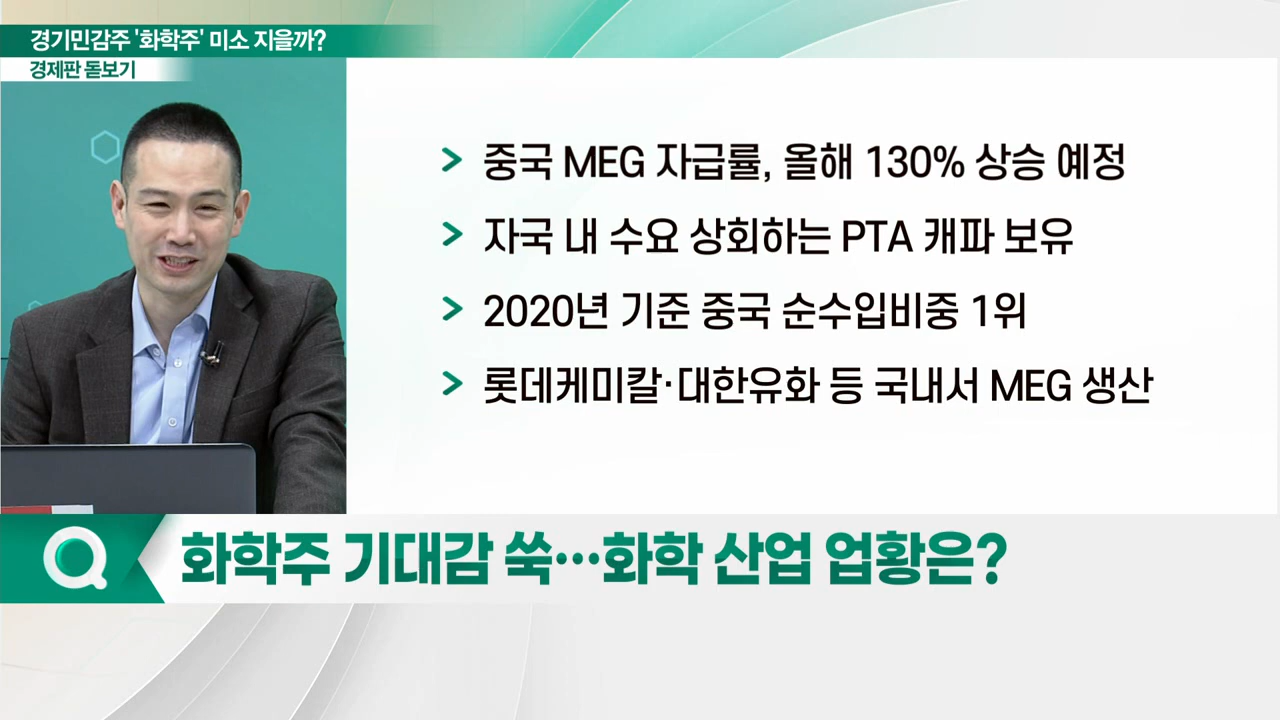 경기민감주 '화학주' 미소 지을까?
경제판 돋보기
> 중국 MEG 자급률, 올해 130% 상승 예정
> 자국 내 수요 상회하는 PTA 캐파 보유
> 2020년 기준 중국 순수입비중 1위
> 롯데케미칼·대한유화 등 국내서 MEG 생산
화학주 기대감 쑥…화학 산업 업황은?